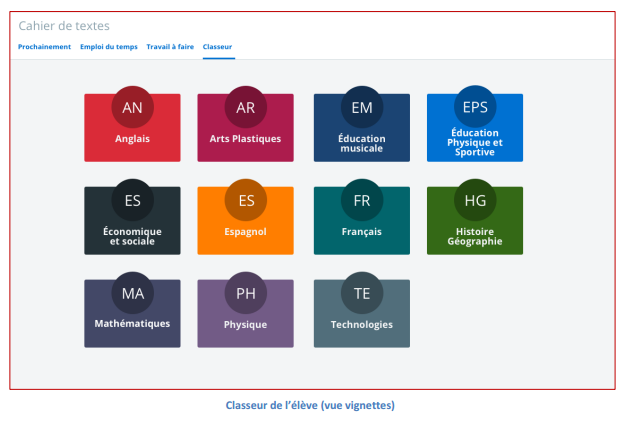 Cahier de textes
Prochainement Emploi du temps Travail à faire Classeur
AN
Anglais
AR
Arts Plastiques
EM
Éducation
musicale
EPS
Éducation
Physique et
Sportive
ES
Économique
et sociale
ES
Espagnol
FR
Français
HG
Histoire
Géographie
MA
Mathématiques
PH
Physique
TE
Technologies
Classeur de l'élève (vue vignettes)